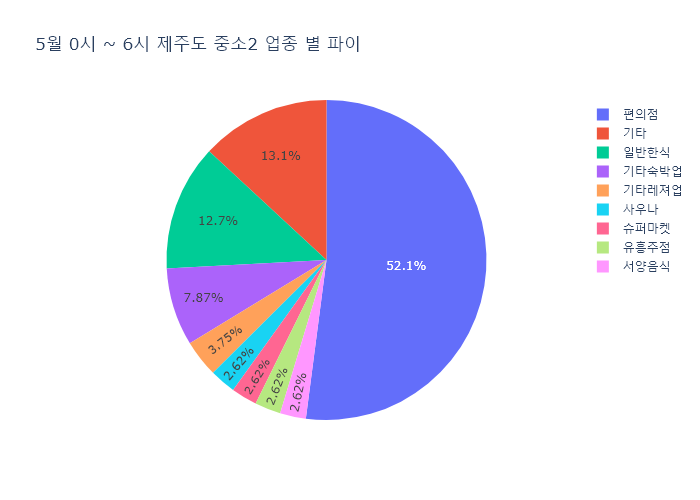 5월 0시 ~ 6시 제주도 중소2 업종 별 파이
편의점
기타
일반한식
기타숙박업
기타레져업
사우나
슈퍼마켓
유흥주점
서양음식
13.1%
12.7%
52.1%
7.87%
3.75%
2.62%
2.62%
2.62%
2.62%